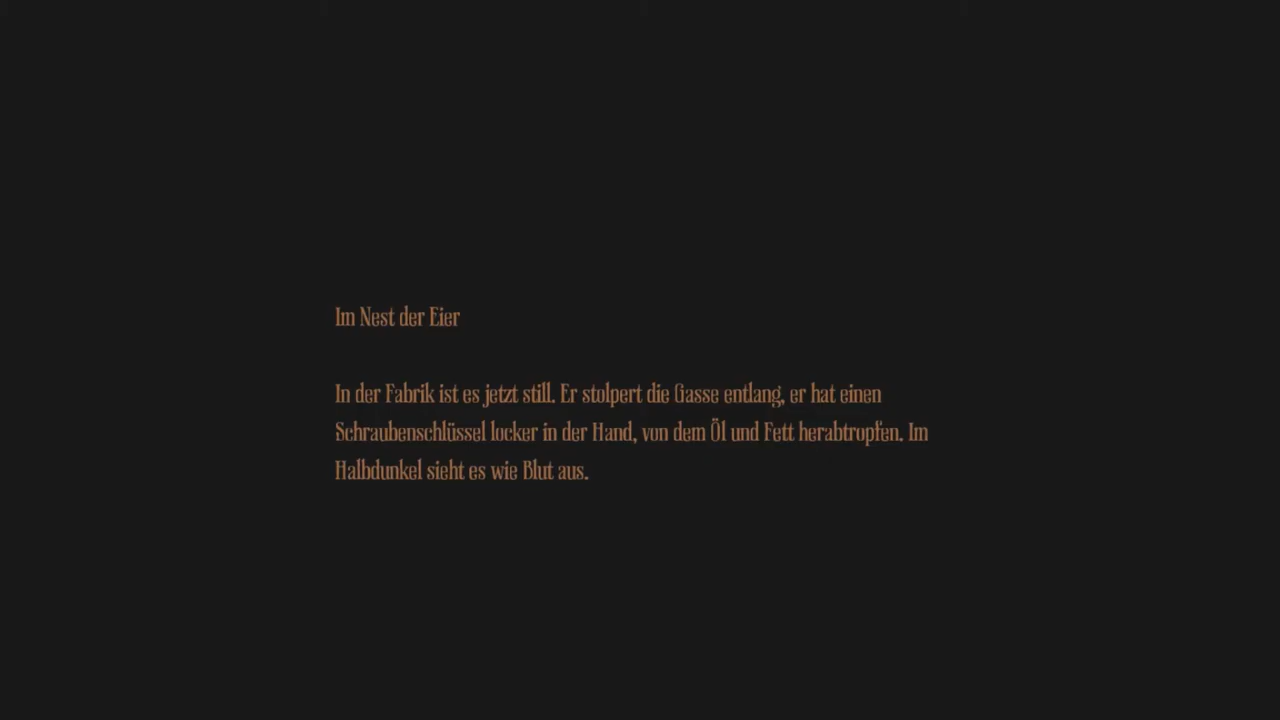 Im Nest der Eier
In der Fabrik ist es jetzt still. Er stolpert die Gasse entlang, er hat einen
Schraubenschlüssel locker in der Hand, von dem Öl und Fett herabtropfen. Im
Halbdunkel sieht es wie Blut aus.